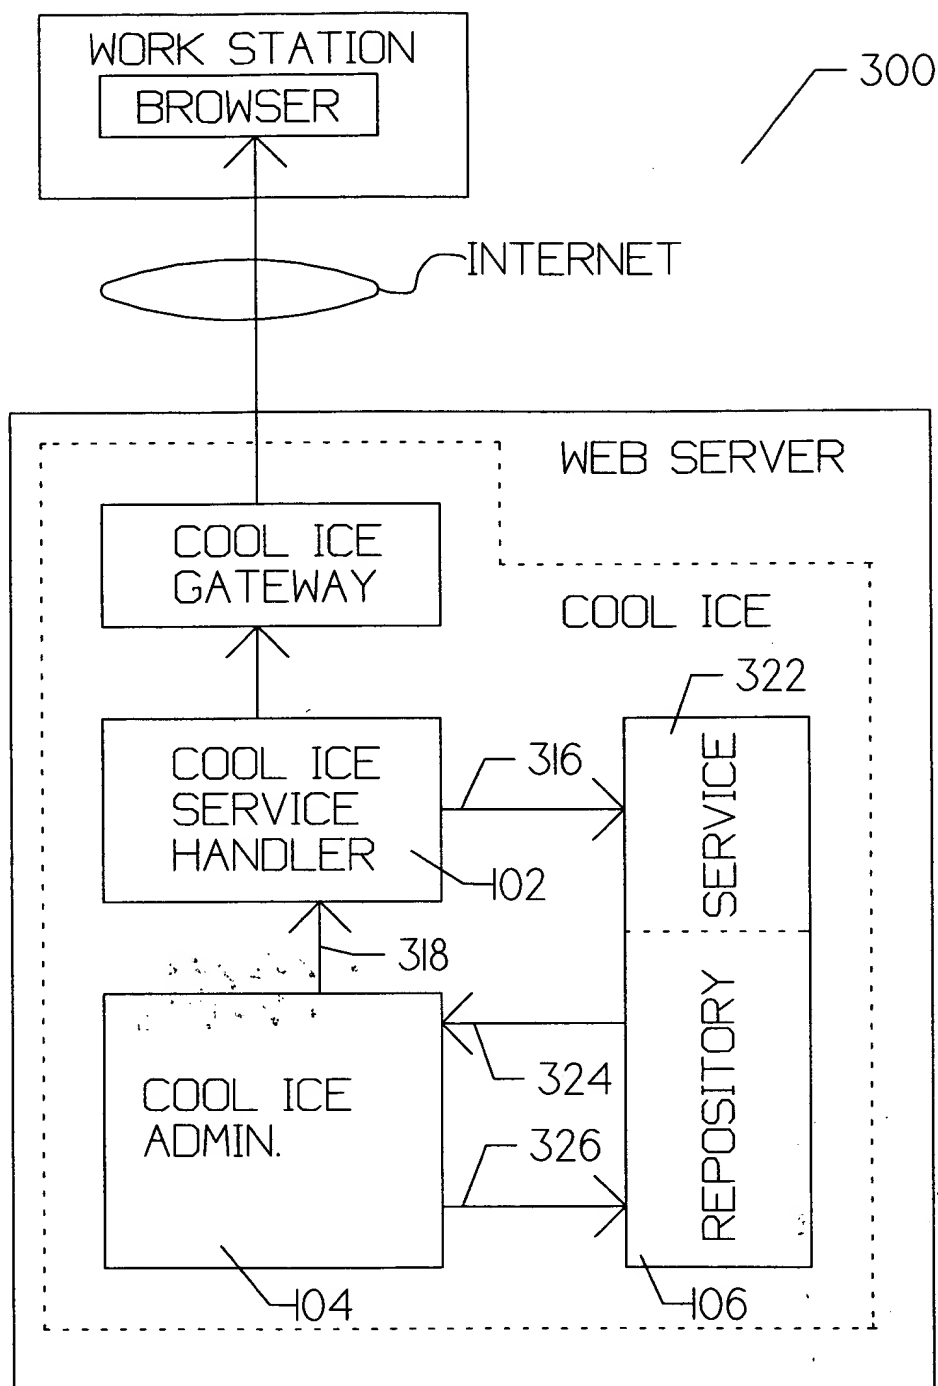 WORK STATION
BROWSER
300
INTERNET
WEB SERVER
COOL ICE
GATEWAY
COOL ICE
322
COOL ICE
SERVICE
HANDLER
316
SERVICE
102
318
REPOSITORY
324
COOL ICE
ADMIN.
326
104
106